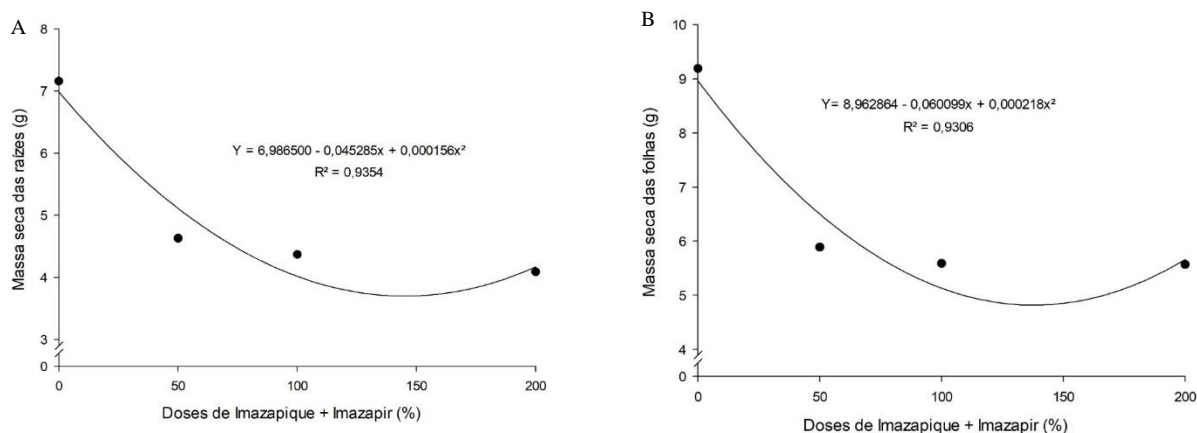 A
Massa seca das raízes (g)
8
7
6
5
4
3
0
Y = 6,986500 - 0,045285x + 0,000156x²
R² = 0,9354
0 50 100 150 200
Doses de Imazapique + Imazapir (%)
B
Massa seca das folhas (g)
10
9
8
7
6
5
4
0
Y= 8,962864 - 0,060099x + 0,000218x²
R² = 0,9306
0 50 100 150 200
Doses de Imazapique + Imazapir (%)